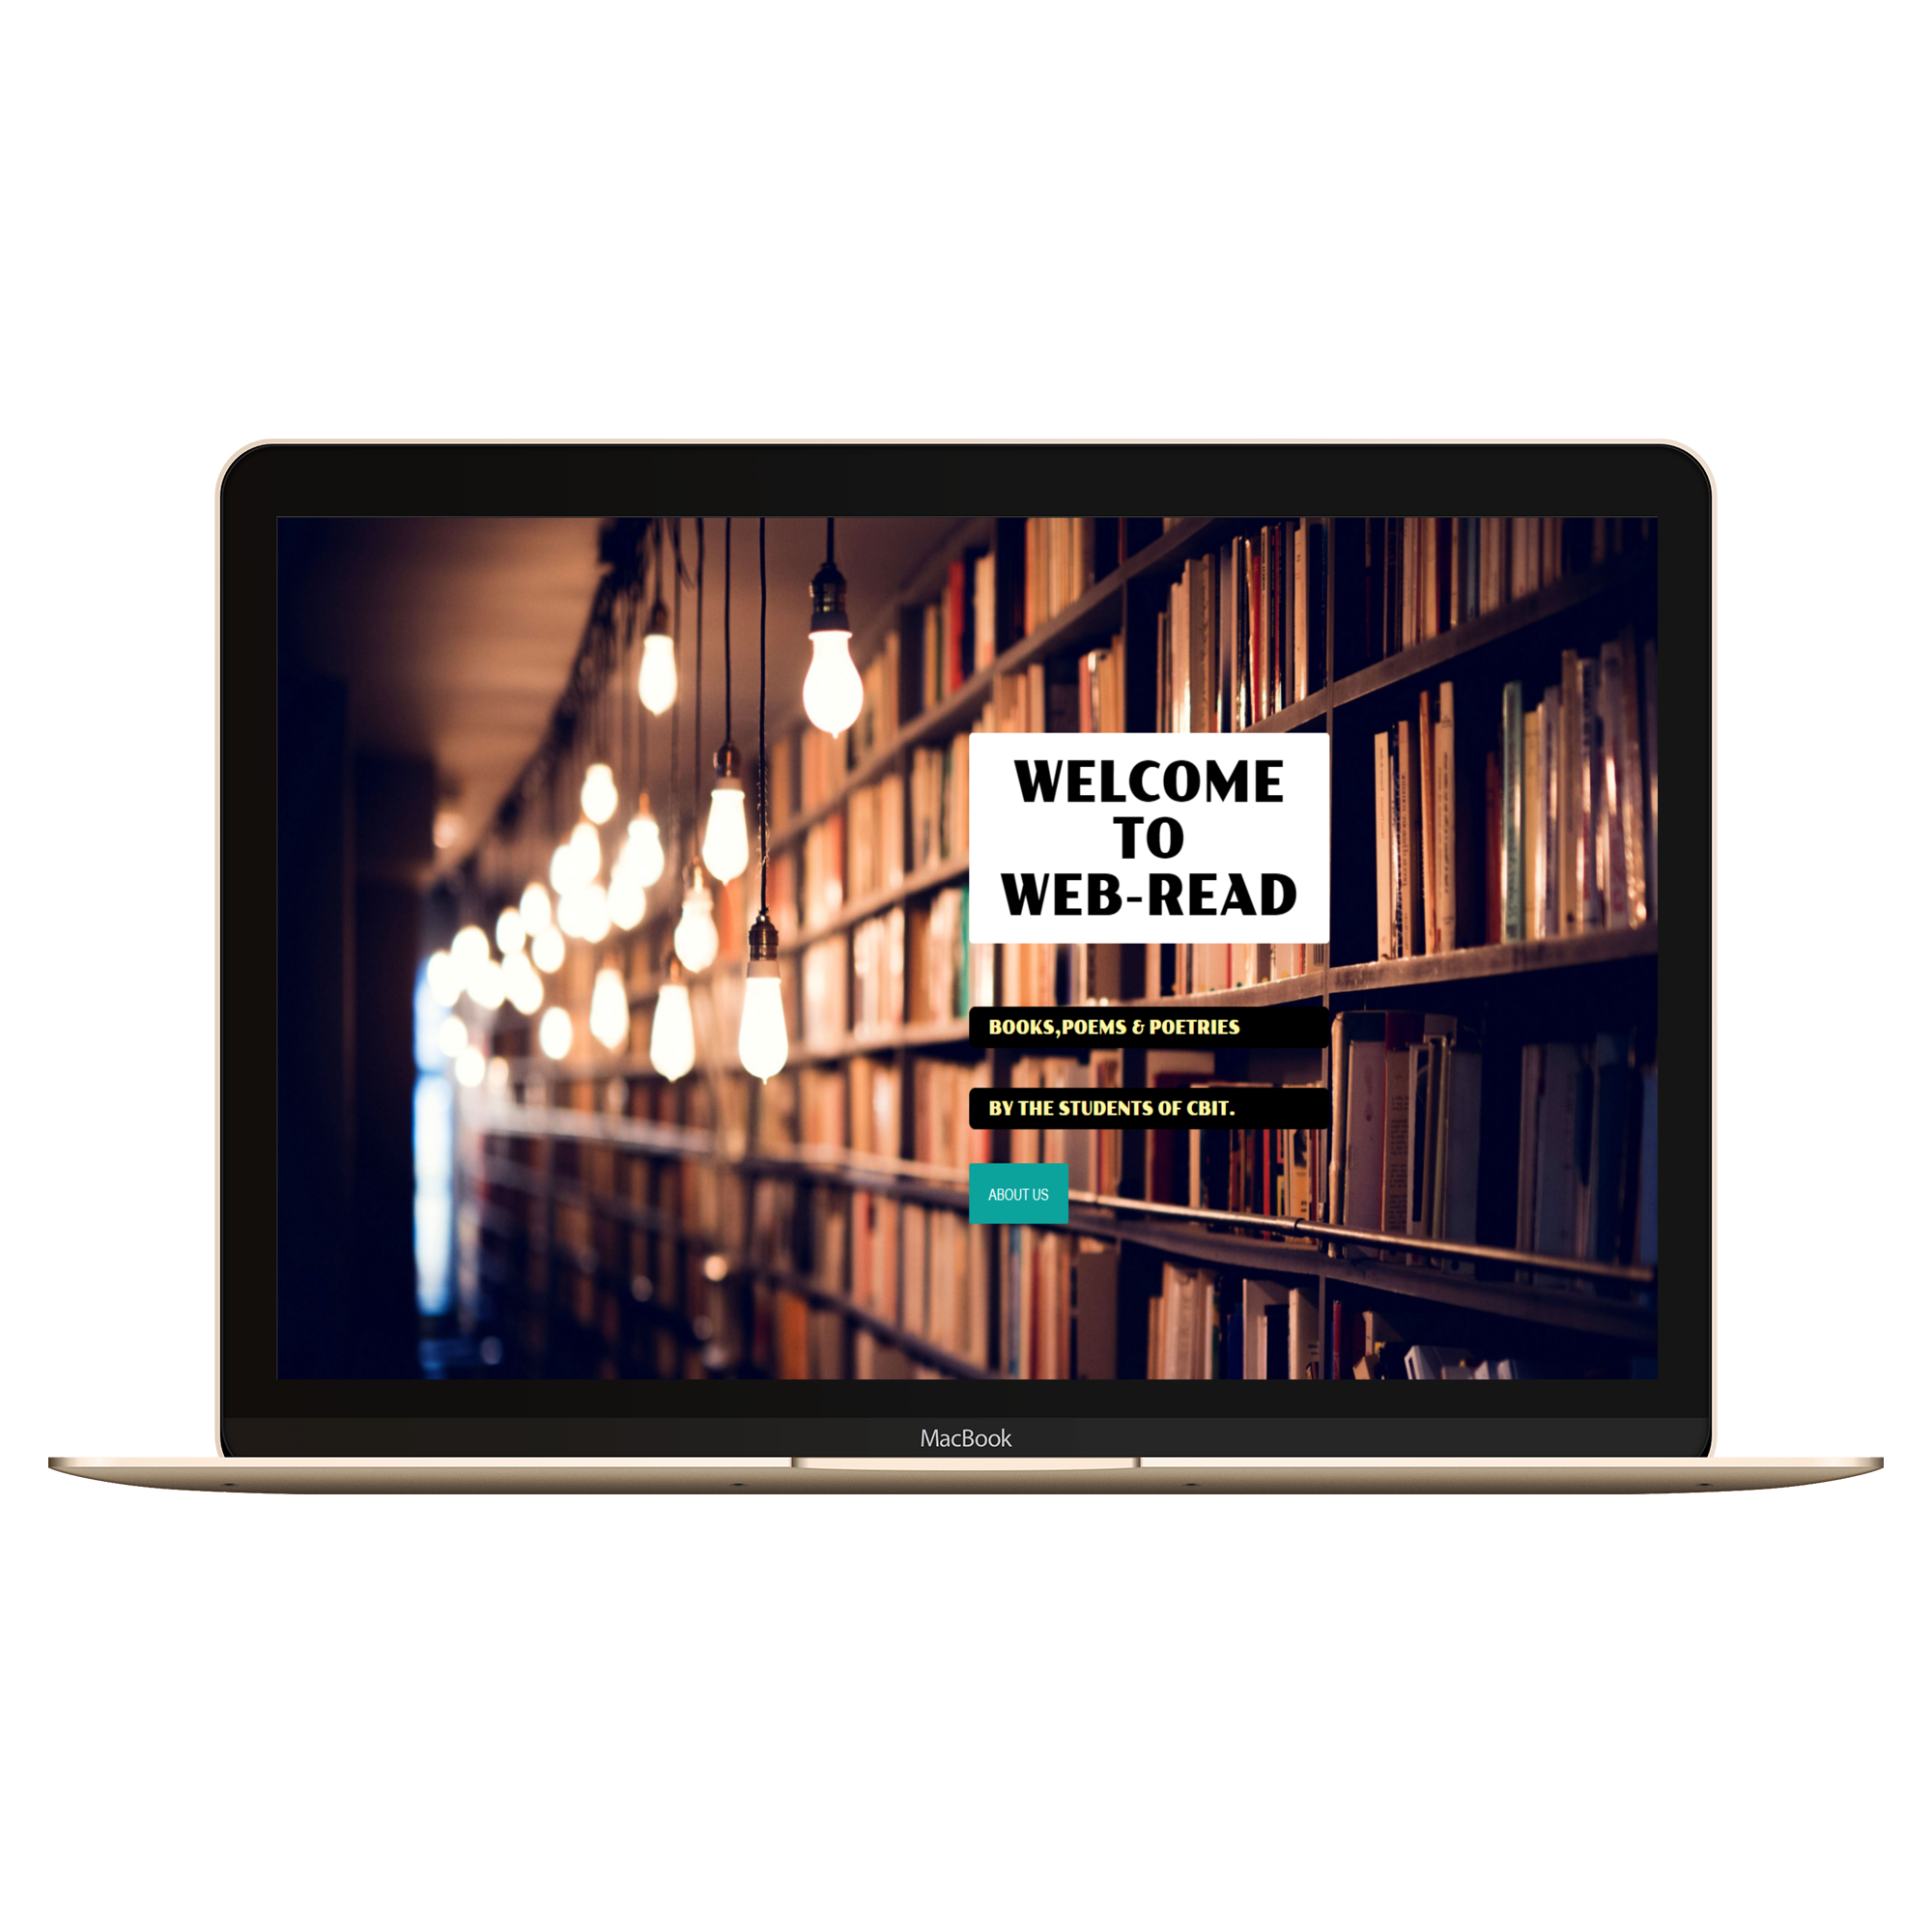 WELCOME
TO
WEB-READ
BOOKS,POEMS & POETRIES
BY THE STUDENTS OF CBIT.
ABOUT US
MacBook